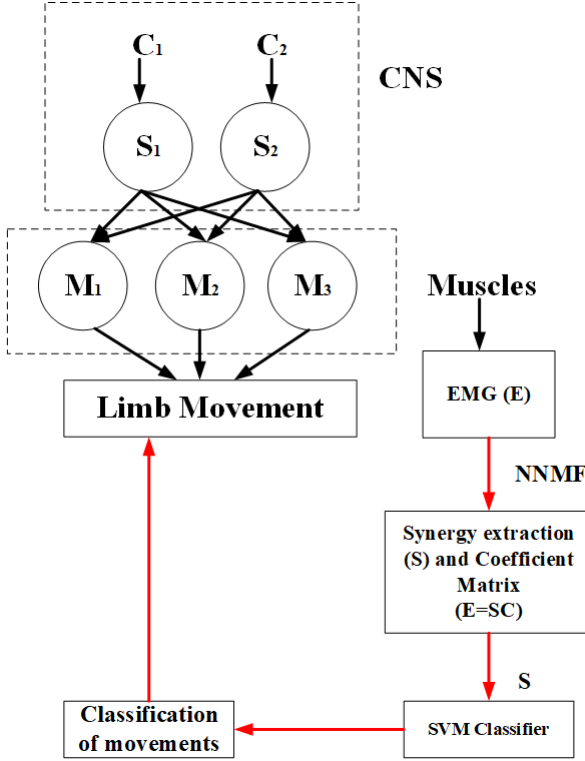 C₁ C₂
CNS
S₁ S₂
M₁ M₂ M₃
Muscles
Limb Movement
EMG (E)
NNMF
Synergy extraction
(S) and Coefficient
Matrix
(E=SC)
S
Classification
of movements
SVM Classifier